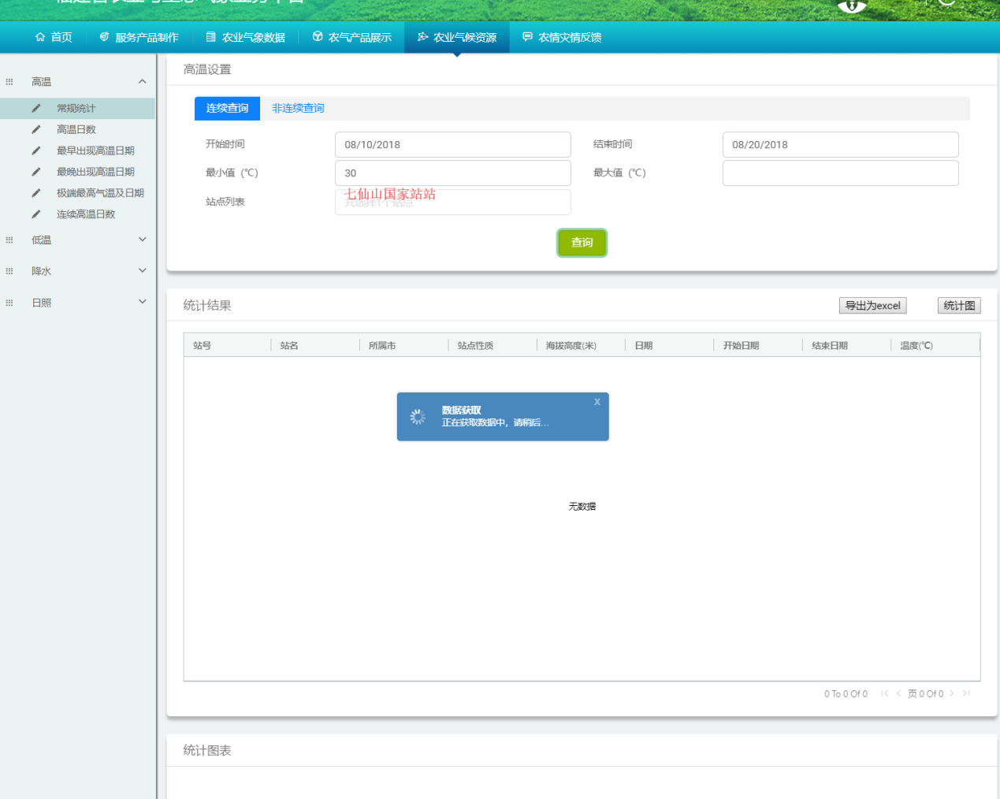 首页 服务产品制作 农业气象数据 农气产品展示 农业气候资源 农情灾情反馈
高温
常规统计
高温日数
最早出现高温日期
最晚出现高温日期
极端最高气温及日期
连续高温日数
低温
降水
日照
高温设置
连续查询 非连续查询
开始时间 08/10/2018 结束时间 08/20/2018
最小值（℃） 30 最大值（℃）
七仙山国家站站
站点列表 共选择1个站点
查询
统计结果 导出为excel 统计图
站号 站名 所属市 站点性质 海拔高度(米) 日期 开始日期 结束日期 温度(℃)
数据获取 x
正在获取数据中，请稍后...
无数据
0 To 0 Of 0 页 0 Of 0
统计图表